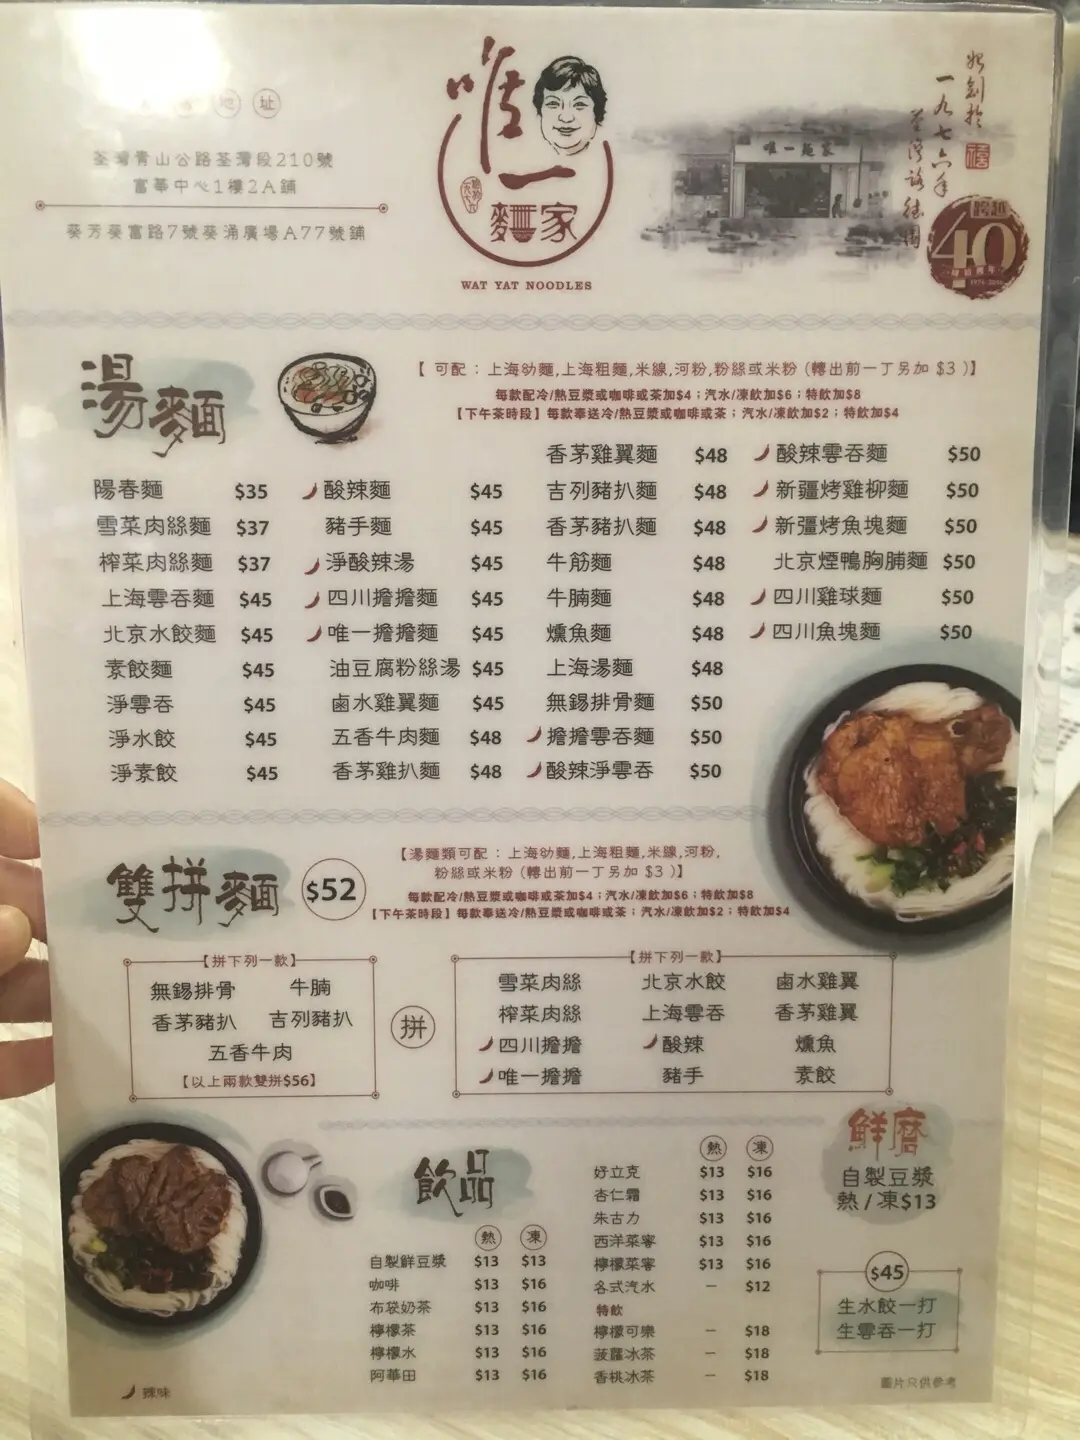 地址
荃灣青山公路荃灣段210號
富華中心1樓2A鋪
葵芳葵富路7號葵涌廣場A77號鋪
唯一
麵家
WAT YAT NOODLES
始創於
一九七六年
荃灣路德圍
唯一麵家
40
1976-2016
湯麵
【 可配 : 上海幼麵,上海粗麵,米線,河粉,粉絲或米粉 (轉出前一丁另加 $3 )】
每款配冷/熱豆漿或咖啡或茶加$4；汽水/凍飲加$6；特飲加$8
【下午茶時段】每款奉送冷/熱豆漿或咖啡或茶；汽水/凍飲加$2；特飲加$4
陽春麵 $35
雪菜肉絲麵 $37
榨菜肉絲麵 $37
上海雲吞麵 $45
北京水餃麵 $45
素餃麵 $45
淨雲吞 $45
淨水餃 $45
淨素餃 $45
酸辣麵 $45
豬手麵 $45
淨酸辣湯 $45
四川擔擔麵 $45
唯一擔擔麵 $45
油豆腐粉絲湯 $45
鹵水雞翼麵 $45
五香牛肉麵 $48
香茅雞扒麵 $48
香茅雞翼麵 $48
吉列豬扒麵 $48
香茅豬扒麵 $48
牛筋麵 $48
牛腩麵 $48
燻魚麵 $48
上海湯麵 $48
無錫排骨麵 $50
擔擔雲吞麵 $50
酸辣淨雲吞 $50
酸辣雲吞麵 $50
新疆烤雞柳麵 $50
新疆烤魚塊麵 $50
北京煙鴨胸脯麵 $50
四川雞球麵 $50
四川魚塊麵 $50
雙拼麵 $52
【湯麵類可配 : 上海幼麵,上海粗麵,米線,河粉,
粉絲或米粉 (轉出前一丁另加 $3 )】
每款配冷/熱豆漿或咖啡或茶加$4；汽水/凍飲加$6；特飲加$8
【下午茶時段】每款奉送冷/熱豆漿或咖啡或茶；汽水/凍飲加$2；特飲加$4
【拼下列一款】
無錫排骨 牛腩
香茅豬扒 吉列豬扒
五香牛肉
【以上兩款雙拼$56】
拼
【拼下列一款】
雪菜肉絲 北京水餃 鹵水雞翼
榨菜肉絲 上海雲吞 香茅雞翼
四川擔擔 酸辣 燻魚
唯一擔擔 豬手 素餃
飲品
熱 凍
自製鮮豆漿 $13 $13
咖啡 $13 $16
布袋奶茶 $13 $16
檸檬茶 $13 $16
檸檬水 $13 $16
阿華田 $13 $16
熱 凍
好立克 $13 $16
杏仁霜 $13 $16
朱古力 $13 $16
西洋菜蜜 $13 $16
檸檬菜蜜 $13 $16
各式汽水 – $12
特飲
檸檬可樂 – $18
菠蘿冰茶 – $18
香桃冰茶 – $18
鮮磨
自製豆漿
熱 / 凍$13
$45
生水餃一打
生雲吞一打
辣味
圖片只供參考